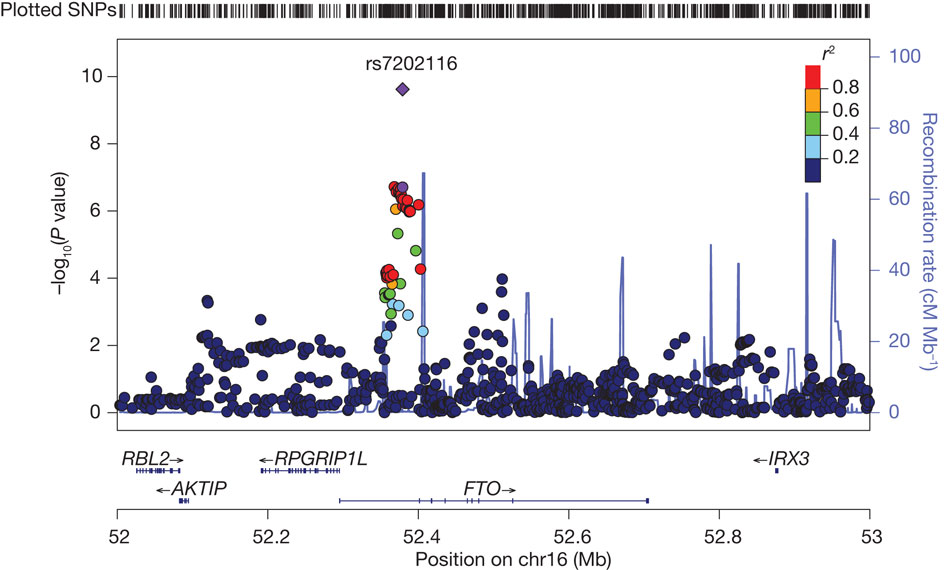 Plotted SNPs
rs7202116
r²
0.8
0.6
0.4
0.2
–log₁₀(P value)
10
8
6
4
2
0
100
80
60
40
20
0
Recombination rate (cM Mb⁻¹)
RBL2→
←RPGRIP1L
←IRX3
←AKTIP
FTO→
52
52.2
52.4
52.6
52.8
53
Position on chr16 (Mb)